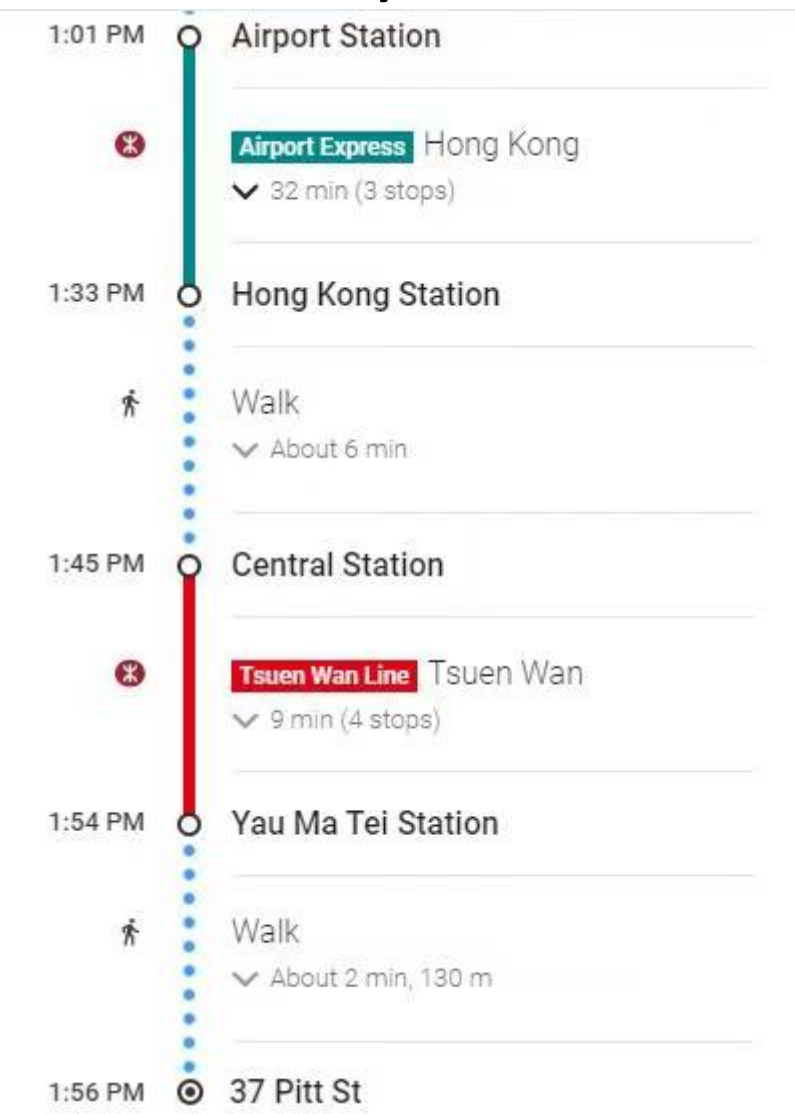 1:01 PM Airport Station
Airport Express Hong Kong
32 min (3 stops)
1:33 PM Hong Kong Station
Walk
About 6 min
1:45 PM Central Station
Tsuen Wan Line Tsuen Wan
9 min (4 stops)
1:54 PM Yau Ma Tei Station
Walk
About 2 min, 130 m
1:56 PM 37 Pitt St